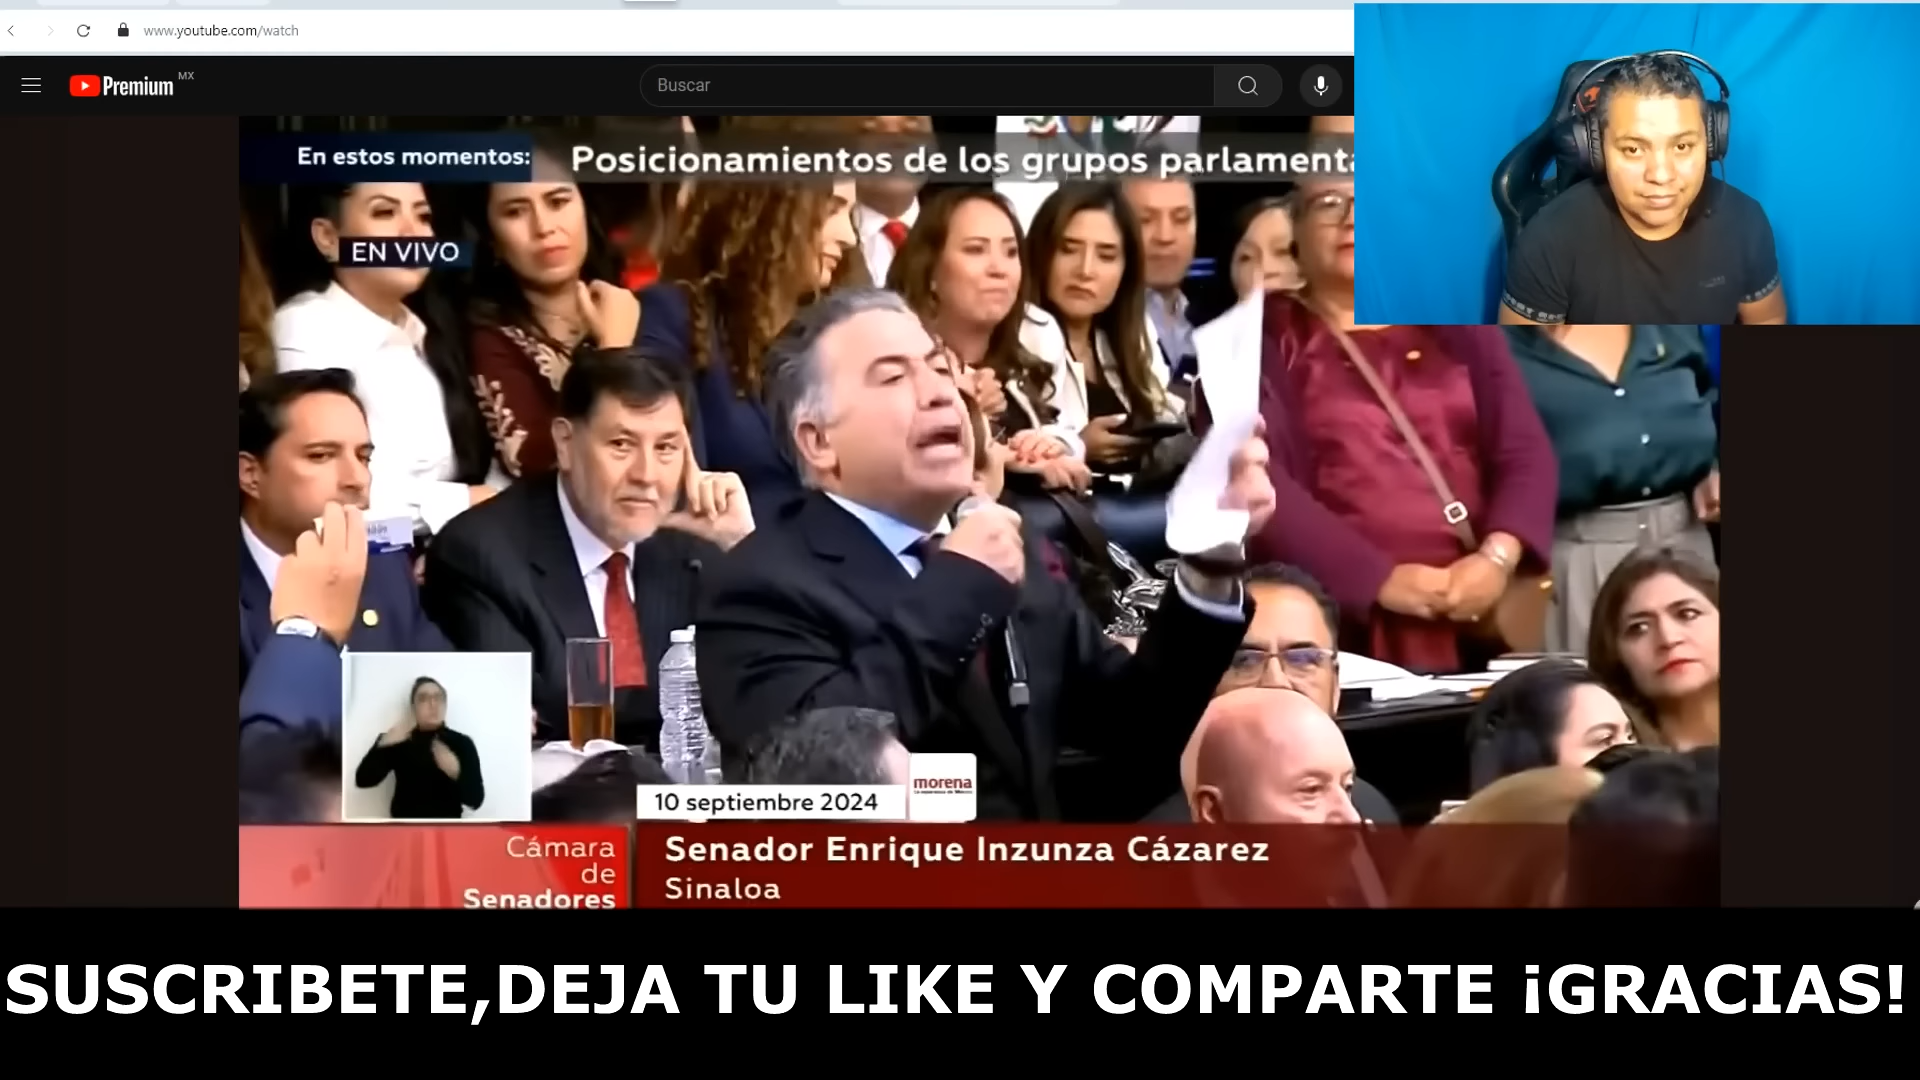 www.youtube.com/watch
Premium MX
Buscar
En estos momentos:
Posicionamientos de los grupos parlament
EN VIVO
10 septiembre 2024
morena
Cámara
de
Senadores
Senador Enrique Inzunza Cázarez
Sinaloa
SUSCRIBETE,DEJA TU LIKE Y COMPARTE ¡GRACIAS!